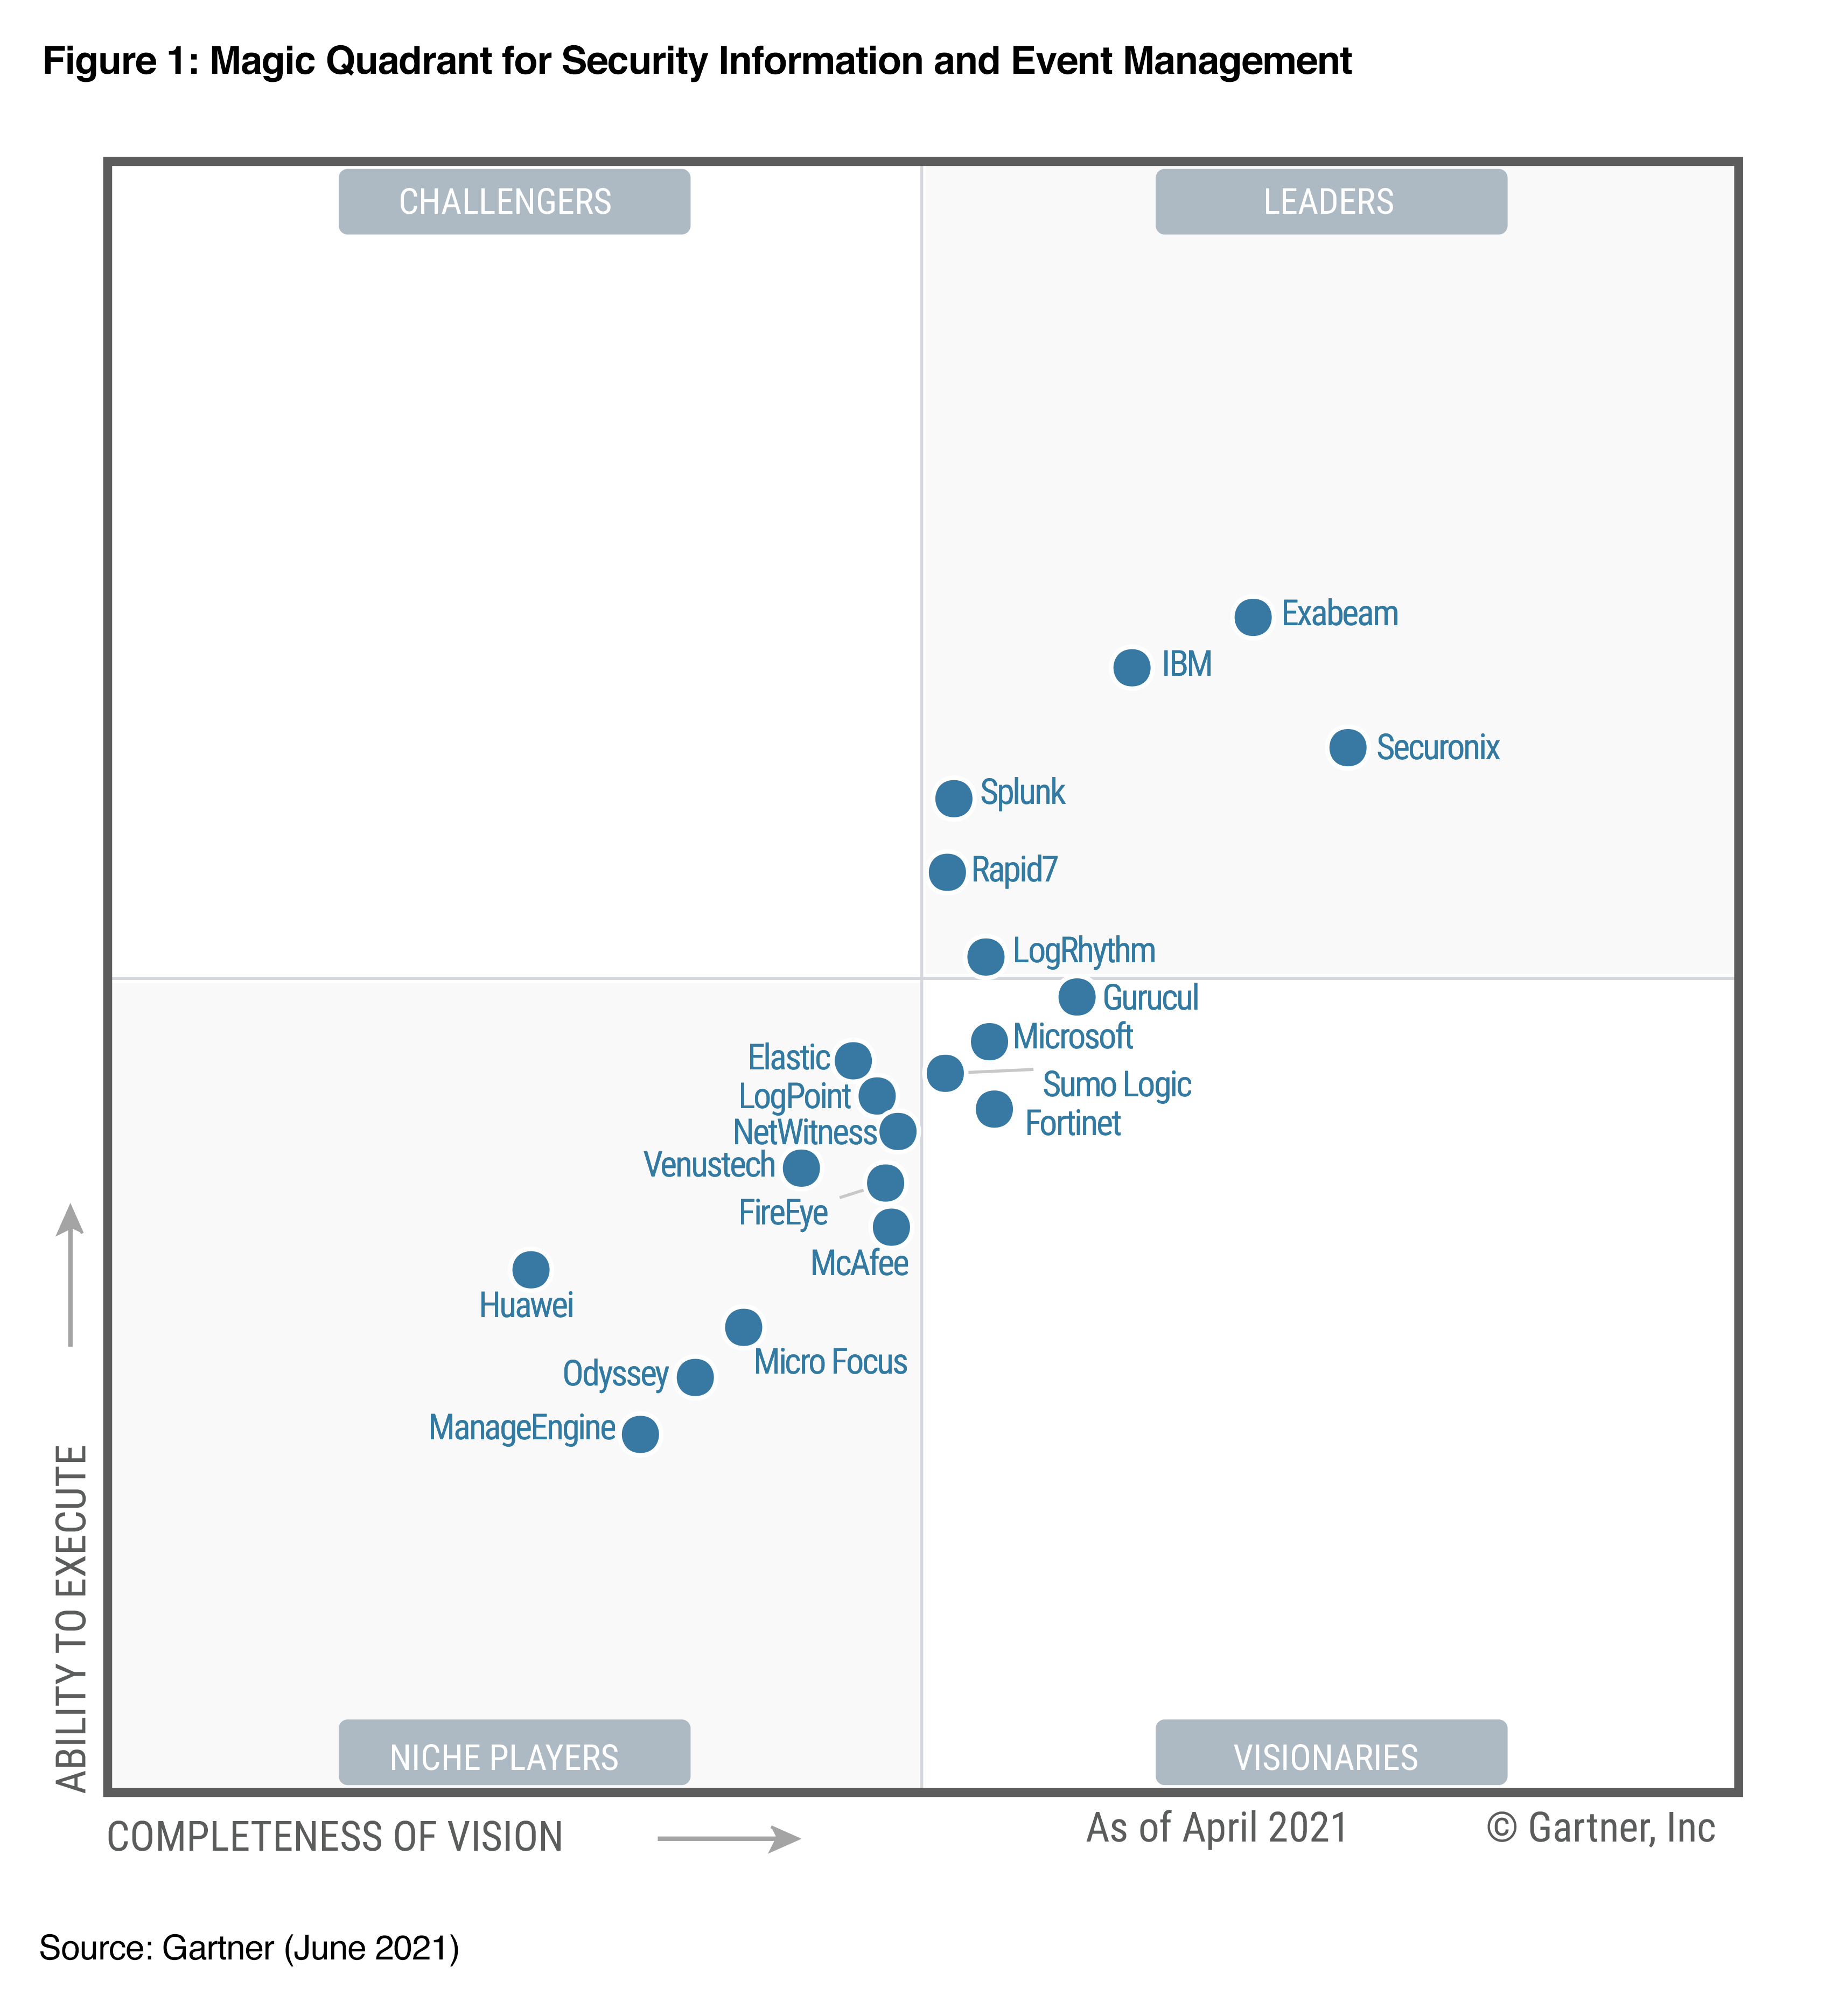 Figure 1: Magic Quadrant for Security Information and Event Management
CHALLENGERS
LEADERS
Exabeam
IBM
Securonix
Splunk
Rapid7
LogRhythm
Gurucul
Microsoft
Elastic
Sumo Logic
LogPoint
Fortinet
NetWitness
Venustech
FireEye
McAfee
Huawei
Micro Focus
Odyssey
ManageEngine
ABILITY TO EXECUTE
NICHE PLAYERS
VISIONARIES
COMPLETENESS OF VISION
As of April 2021
© Gartner, Inc
Source: Gartner (June 2021)